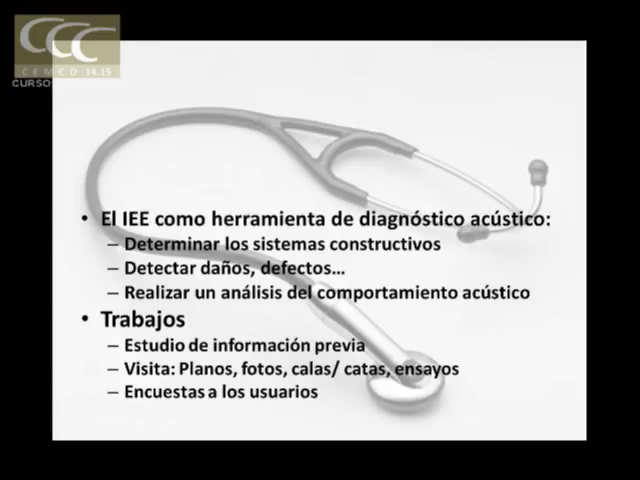 CCC
CEMCO 14.15
CURSO
• El IEE como herramienta de diagnóstico acústico:
– Determinar los sistemas constructivos
– Detectar daños, defectos...
– Realizar un análisis del comportamiento acústico
• Trabajos
– Estudio de información previa
– Visita: Planos, fotos, calas/ catas, ensayos
– Encuestas a los usuarios